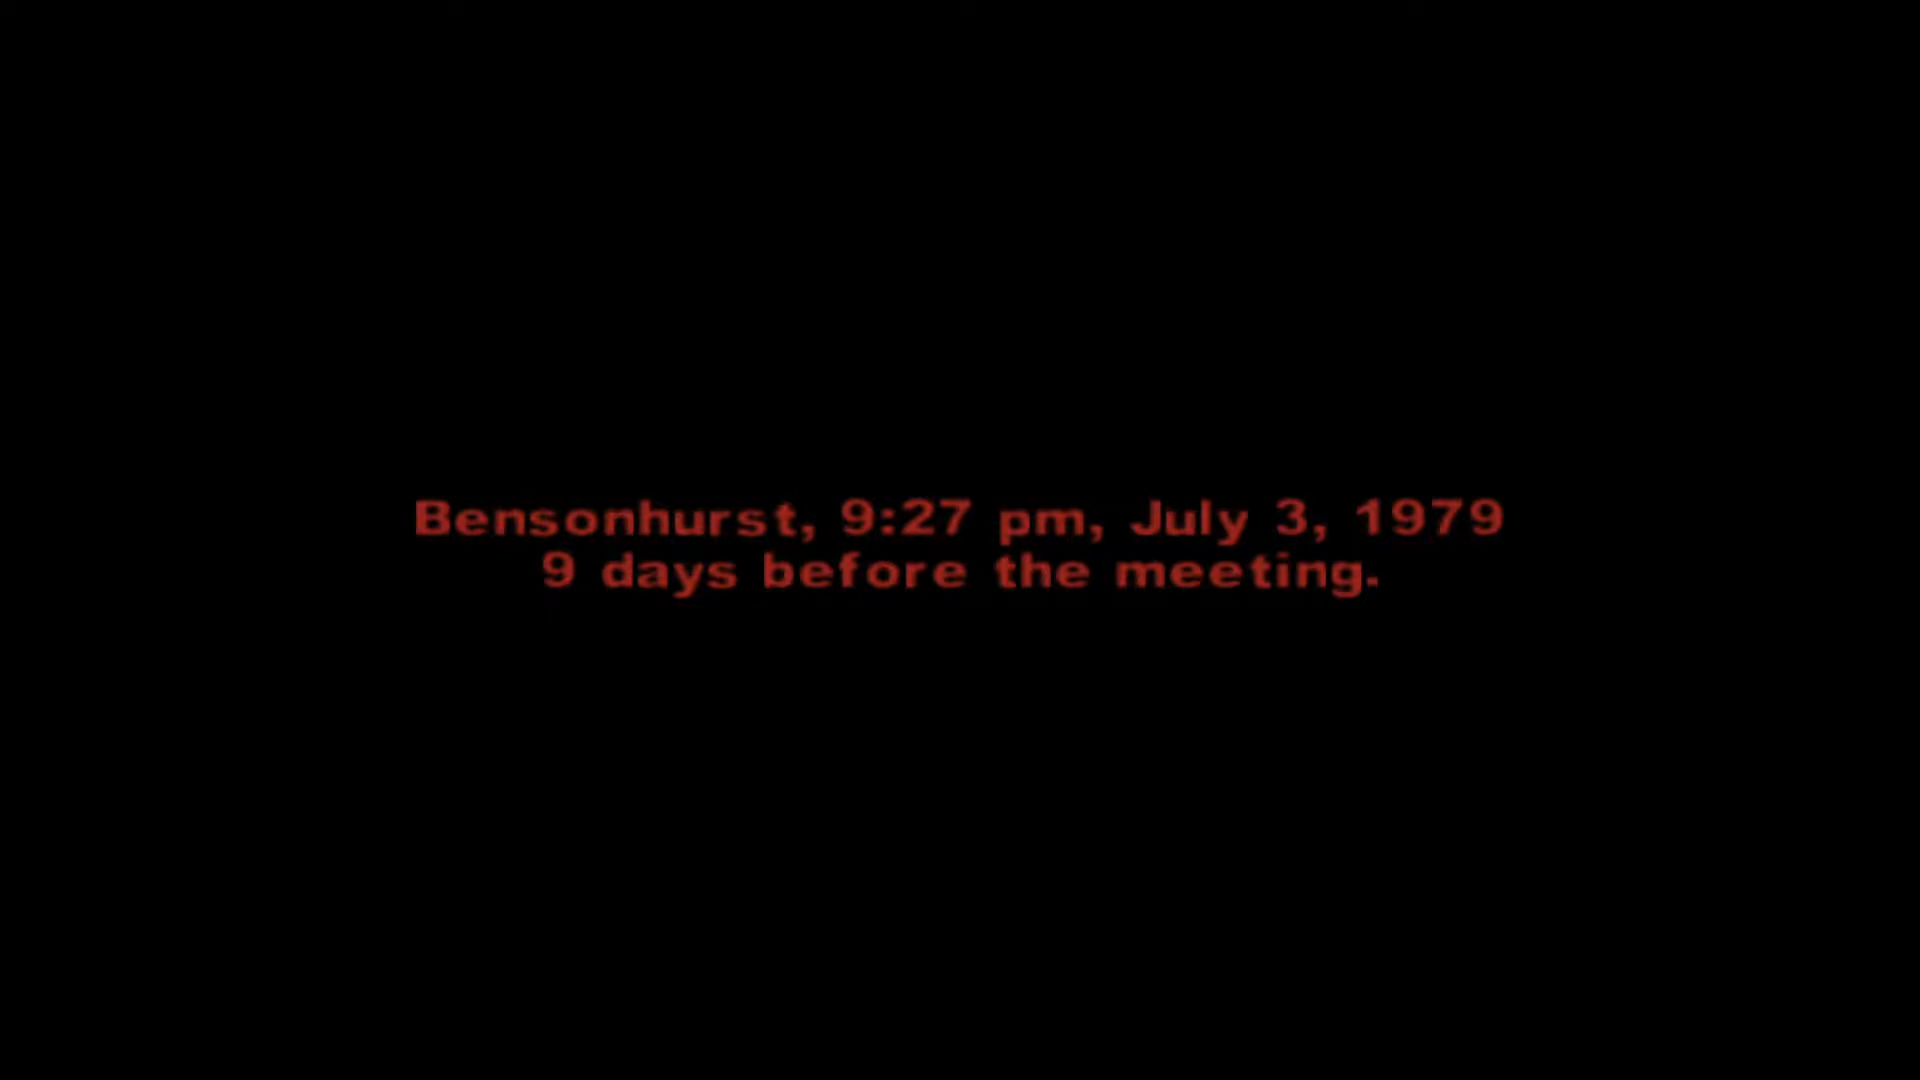 Bensonhurst, 9:27 pm, July 3, 1979
9 days before the meeting.